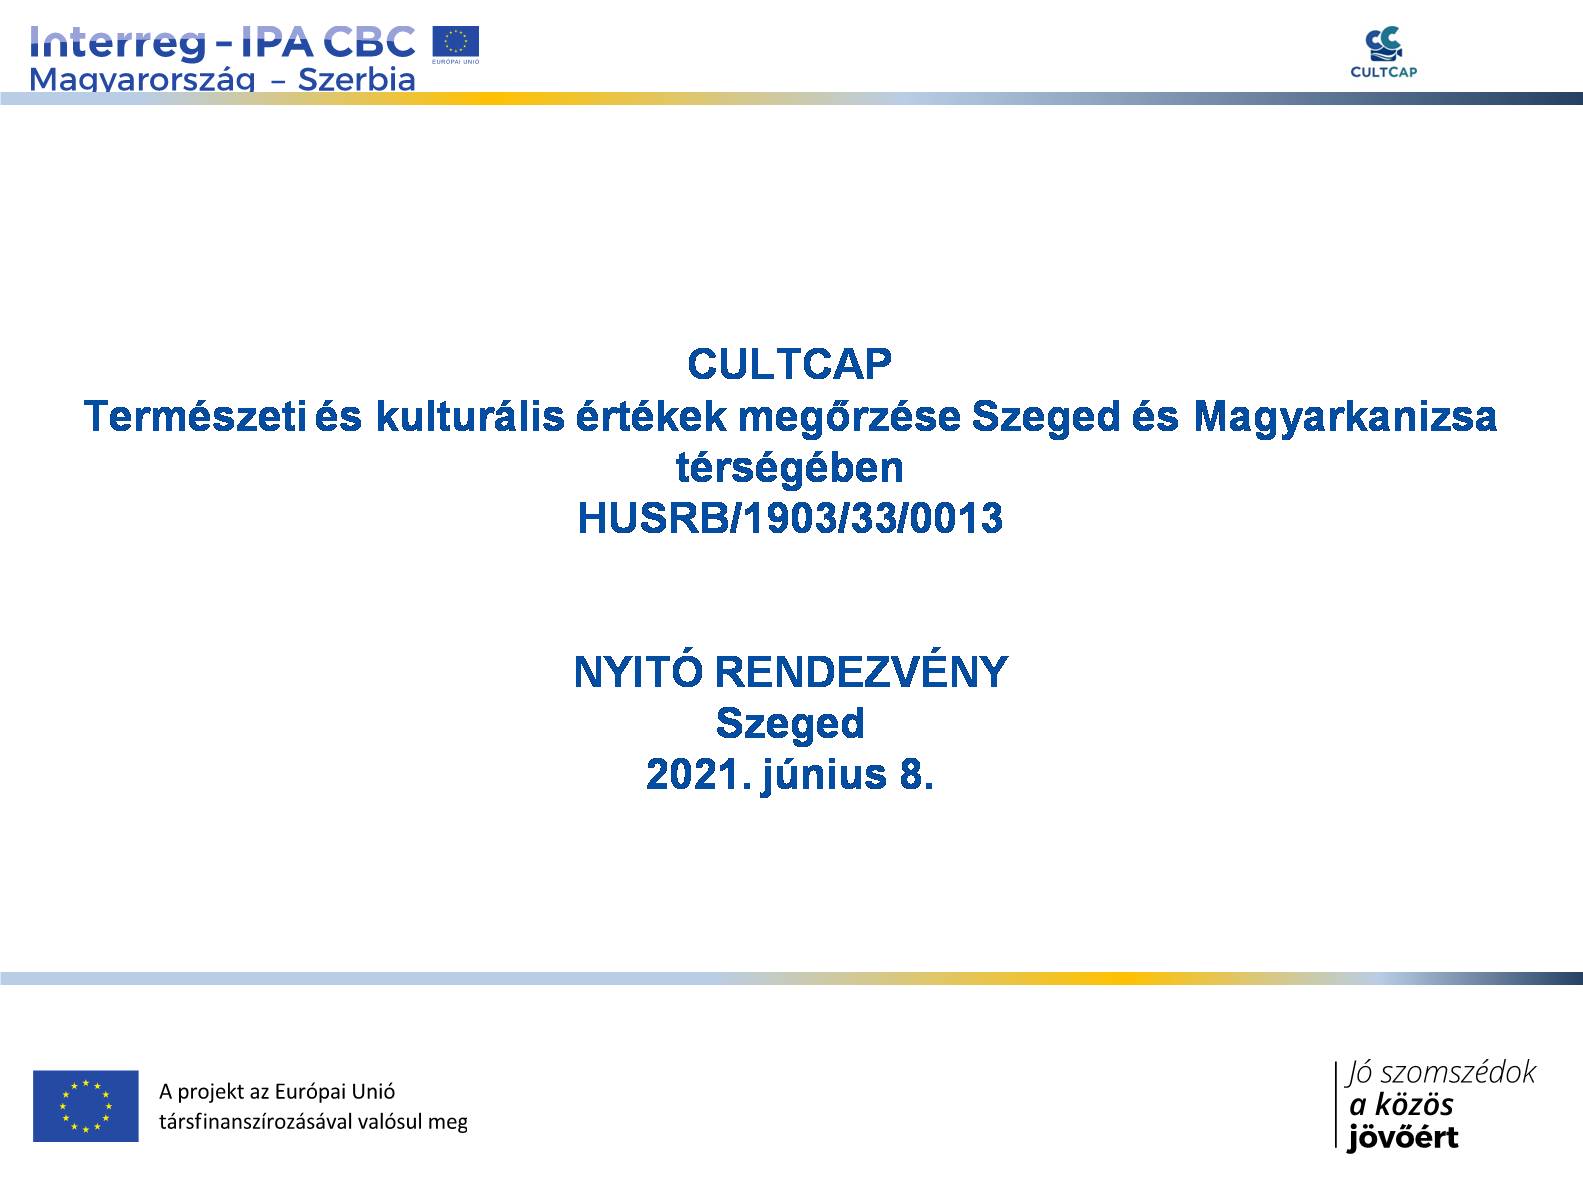 Interreg - IPA CBC
EURÓPAI UNIÓ
Magyarország – Szerbia
CULTCAP
CULTCAP
Természeti és kulturális értékek megőrzése Szeged és Magyarkanizsa
térségében
HUSRB/1903/33/0013
NYITÓ RENDEZVÉNY
Szeged
2021. június 8.
A projekt az Európai Unió
társfinanszírozásával valósul meg
Jó szomszédok
a közös
jövőért